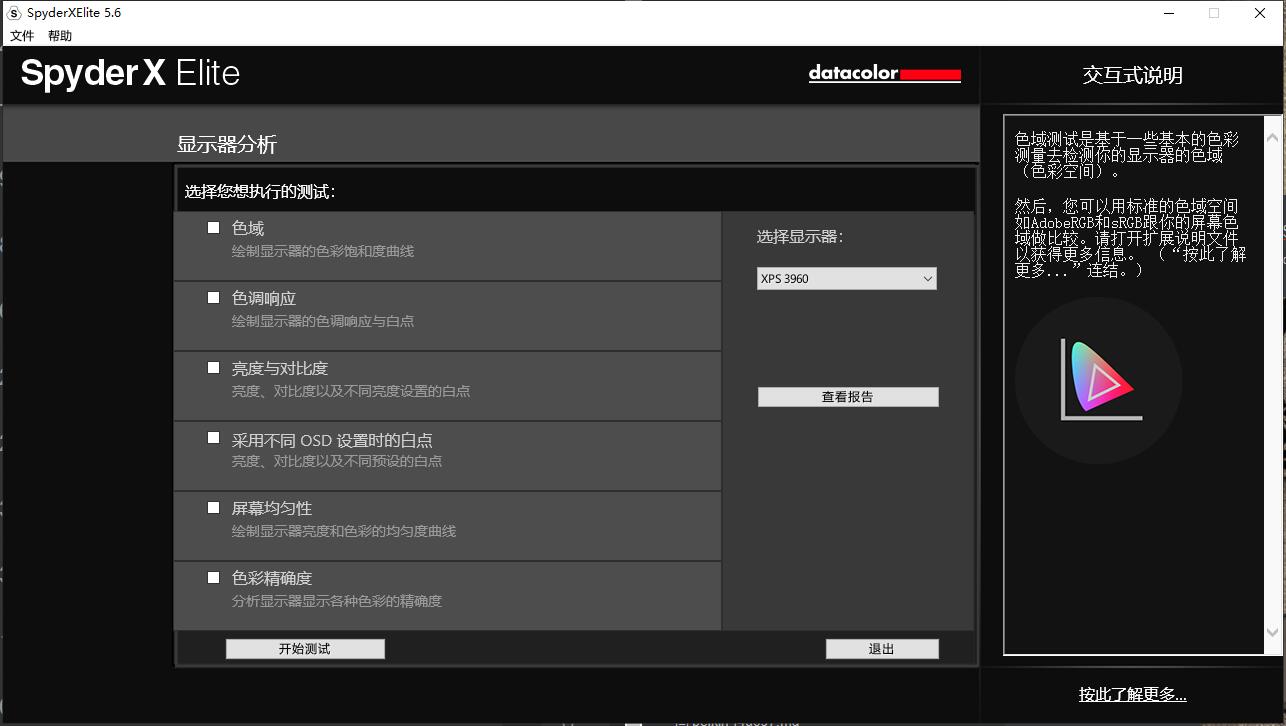 SpyderXElite 5.6
文件 帮助
Spyder X Elite
datacolor
交互式说明
显示器分析
选择您想执行的测试：
色域
绘制显示器的色彩饱和度曲线
色调响应
绘制显示器的色调响应与白点
亮度与对比度
亮度、对比度以及不同亮度设置的白点
采用不同 OSD 设置时的白点
亮度、对比度以及不同预设的白点
屏幕均匀性
绘制显示器亮度和色彩的均匀度曲线
色彩精确度
分析显示器显示各种色彩的精确度
选择显示器：
XPS 3960
查看报告
开始测试
退出
色域测试是基于一些基本的色彩
测量去检测你的显示器的色域
（色彩空间）。
然后，您可以用标准的色域空间
如AdobeRGB和sRGB跟你的屏幕色
域做比较。请打开扩展说明文件
以获得更多信息。 （“按此了解
更多...”连结。）
按此了解更多...